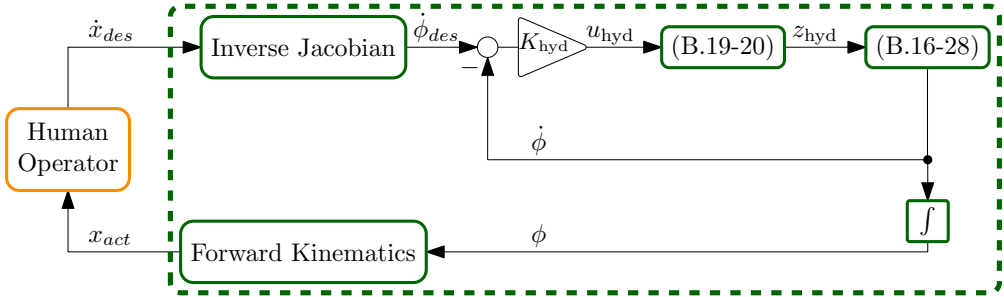 ẋ_des
Inverse Jacobian
ϕ̇_des
−
K_hyd
u_hyd
(B.19-20)
z_hyd
(B.16-28)
Human
Operator
ϕ̇
∫
x_act
Forward Kinematics
ϕ